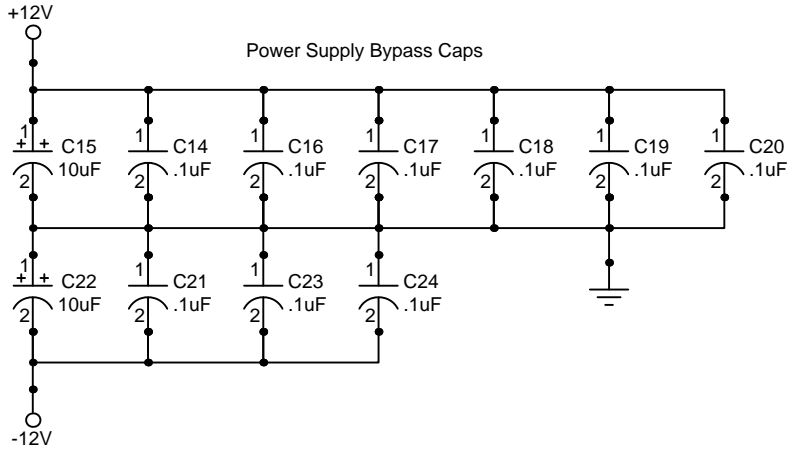 +12V
Power Supply Bypass Caps
1 1 1 1 1 1 1
+ + C15 C14 C16 C17 C18 C19 C20
10uF .1uF .1uF .1uF .1uF .1uF .1uF
2 2 2 2 2 2 2
1 1 1 1
+ + C22 C21 C23 C24
10uF .1uF .1uF .1uF
2 2 2 2
-12V